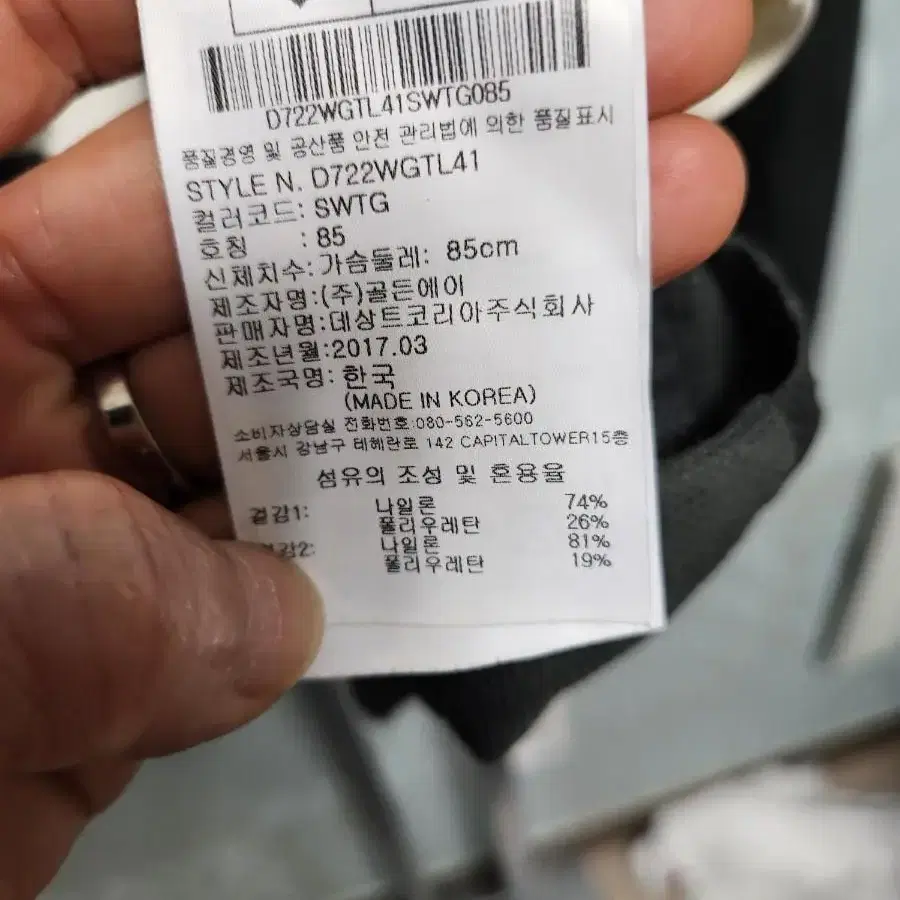 D722WGTL41SWTG085
품질경영 및 공산품 안전 관리법에 의한 품질표시
STYLE N. D722WGTL41
컬러코드: SWTG
호칭 : 85
신체치수: 가슴둘레: 85cm
제조자명:(주)골든에이
판매자명:데상트코리아주식회사
제조년월:2017.03
제조국명: 한국
(MADE IN KOREA)
소비자상담실 전화번호:080-562-5600
서울시 강남구 테헤란로 142 CAPITALTOWER15층
섬유의 조성 및 혼용율
겉감1: 나일론 74%
폴리우레탄 26%
겉감2: 나일론 81%
폴리우레탄 19%